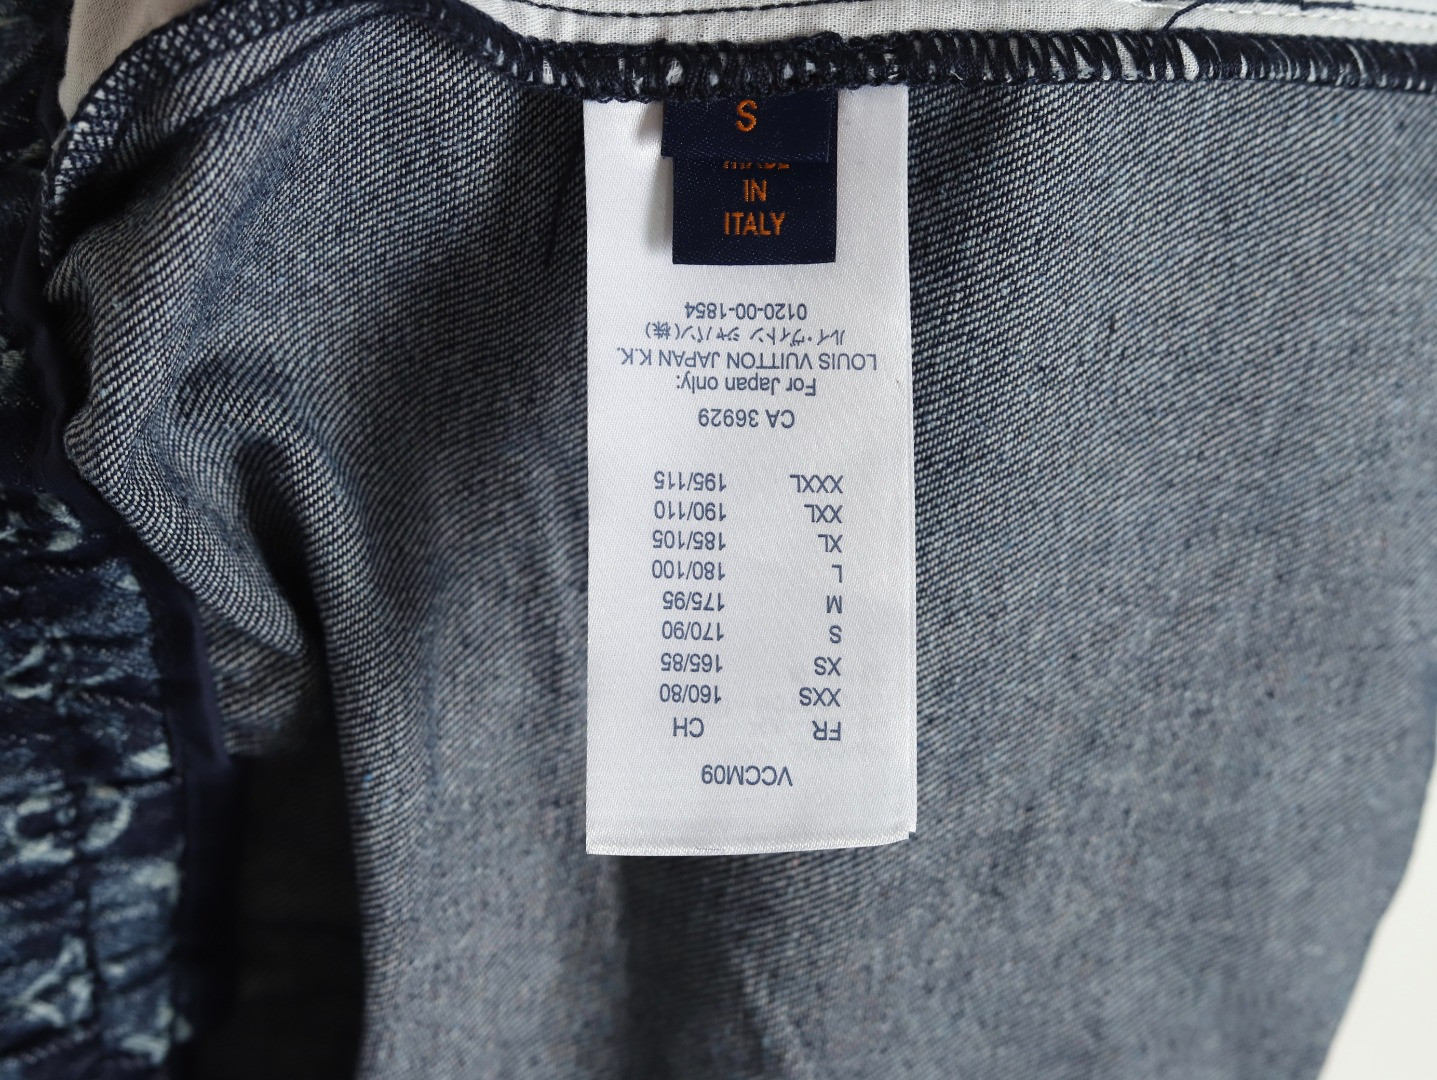 S
MADE
IN
ITALY
VCCM09
FR CH
XXS 160/80
XS 165/85
S 170/90
M 175/95
L 180/100
XL 185/105
XXL 190/110
XXXL 195/115
CA 36929
For Japan only:
LOUIS VUITTON JAPAN K.K.
ルイ・ヴィトン ジャパン(株)
0120-00-1854